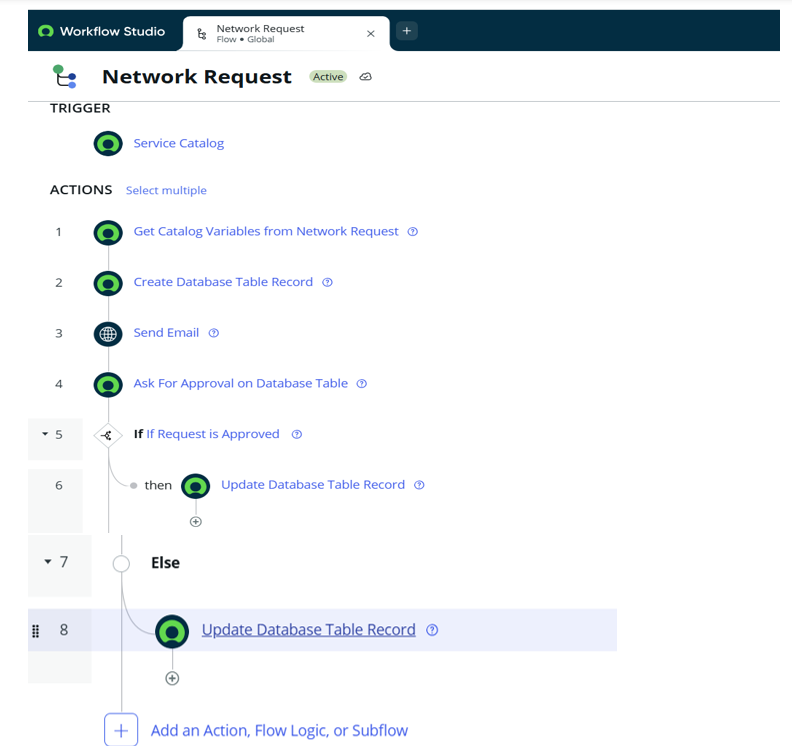 Workflow Studio
Network Request
Flow • Global
Network Request Active
TRIGGER
Service Catalog
ACTIONS Select multiple
1 Get Catalog Variables from Network Request
2 Create Database Table Record
3 Send Email
4 Ask For Approval on Database Table
5 If If Request is Approved
6 then Update Database Table Record
7 Else
8 Update Database Table Record
Add an Action, Flow Logic, or Subflow